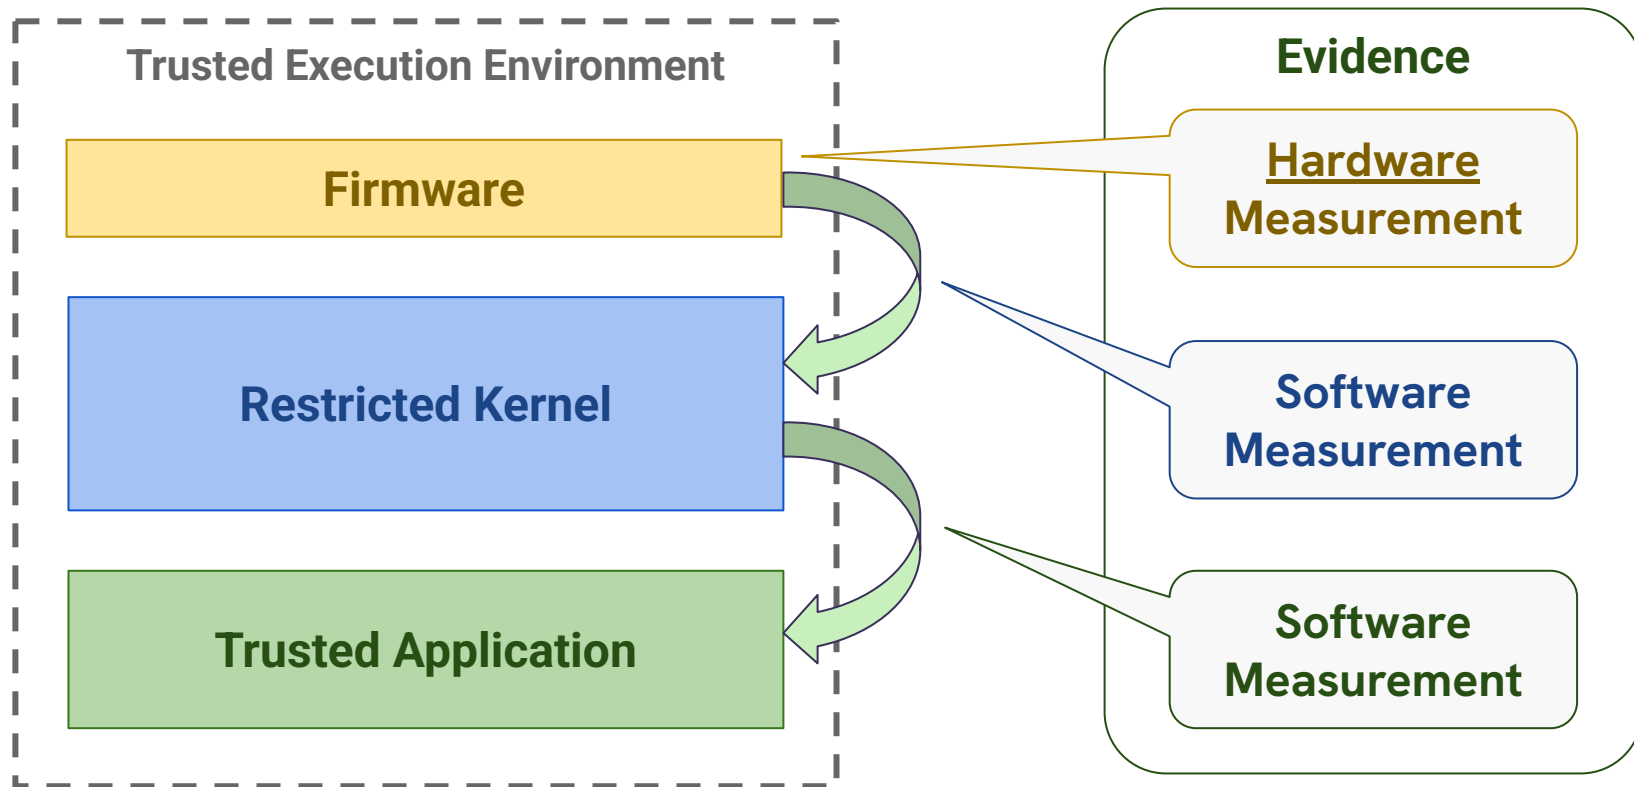 Trusted Execution Environment
Firmware
Restricted Kernel
Trusted Application
Evidence
Hardware
Measurement
Software
Measurement
Software
Measurement